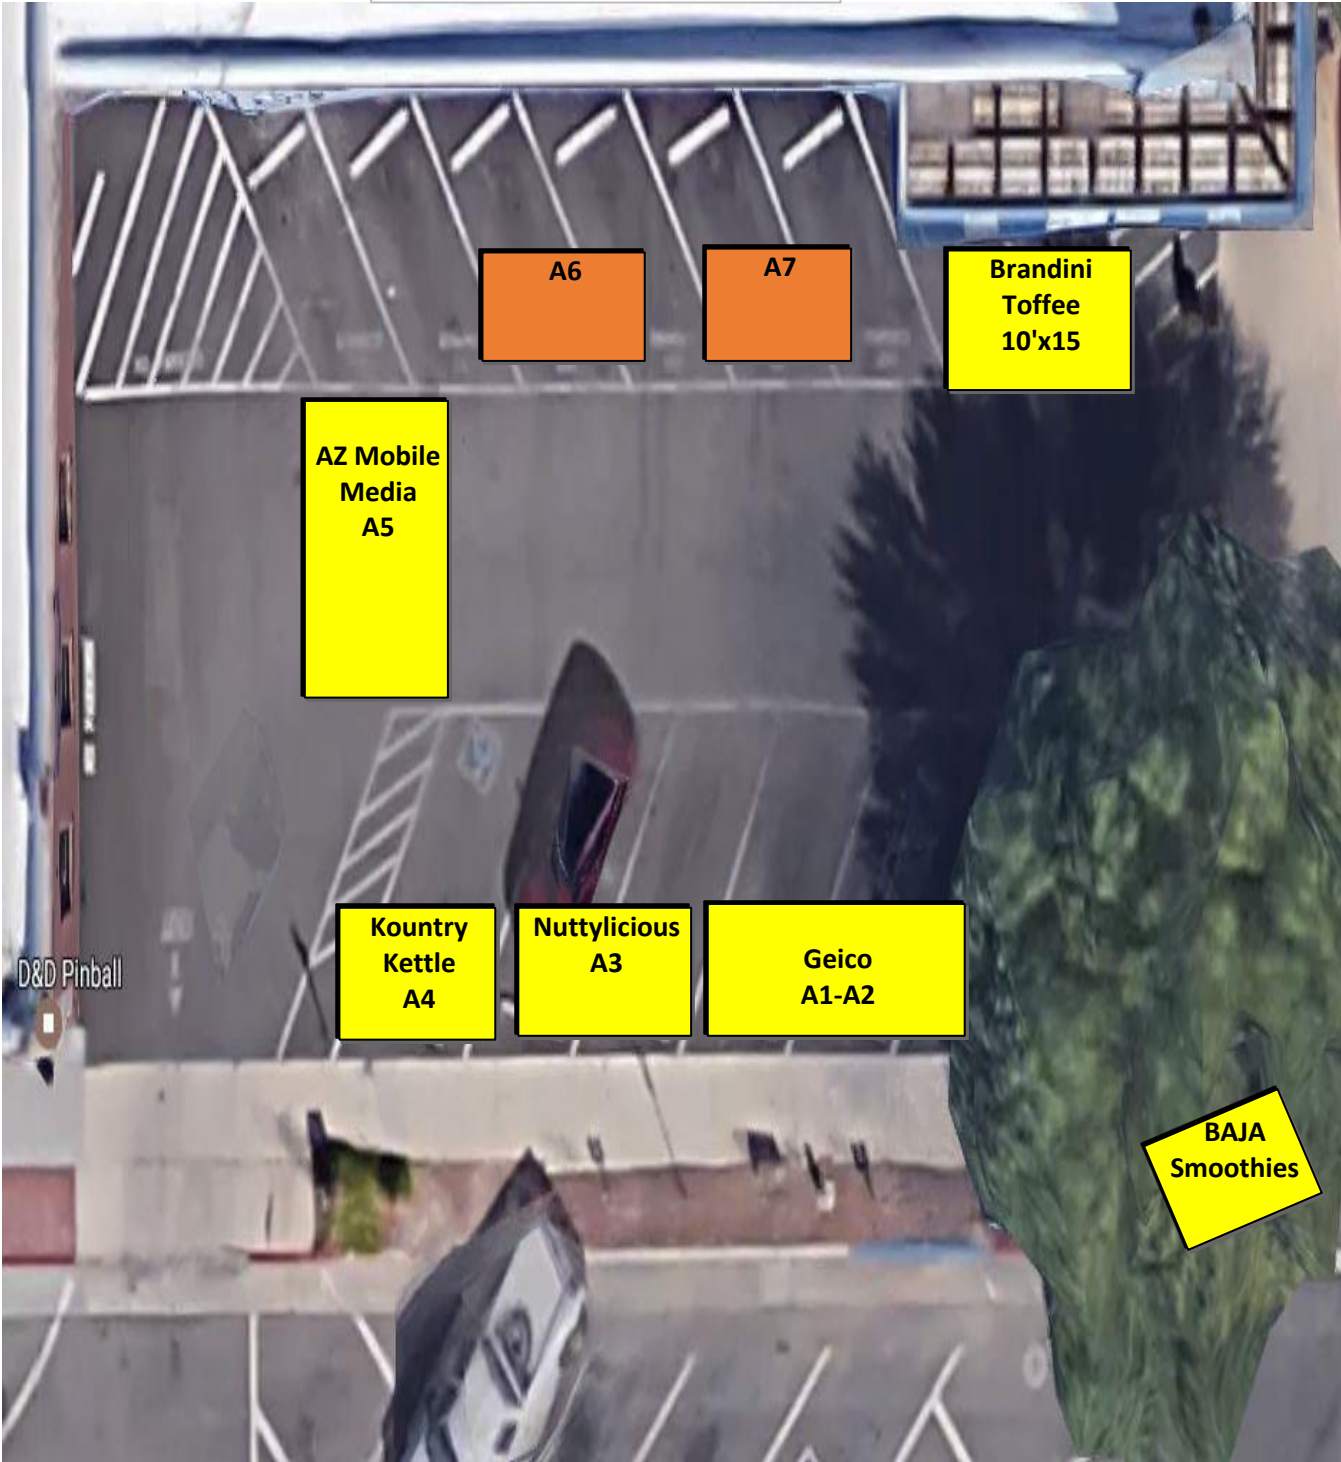 A6
A7
Brandini
Toffee
10'x15
AZ Mobile
Media
A5
Kountry
Kettle
A4
Nuttylicious
A3
Geico
A1-A2
D&D Pinball
BAJA
Smoothies